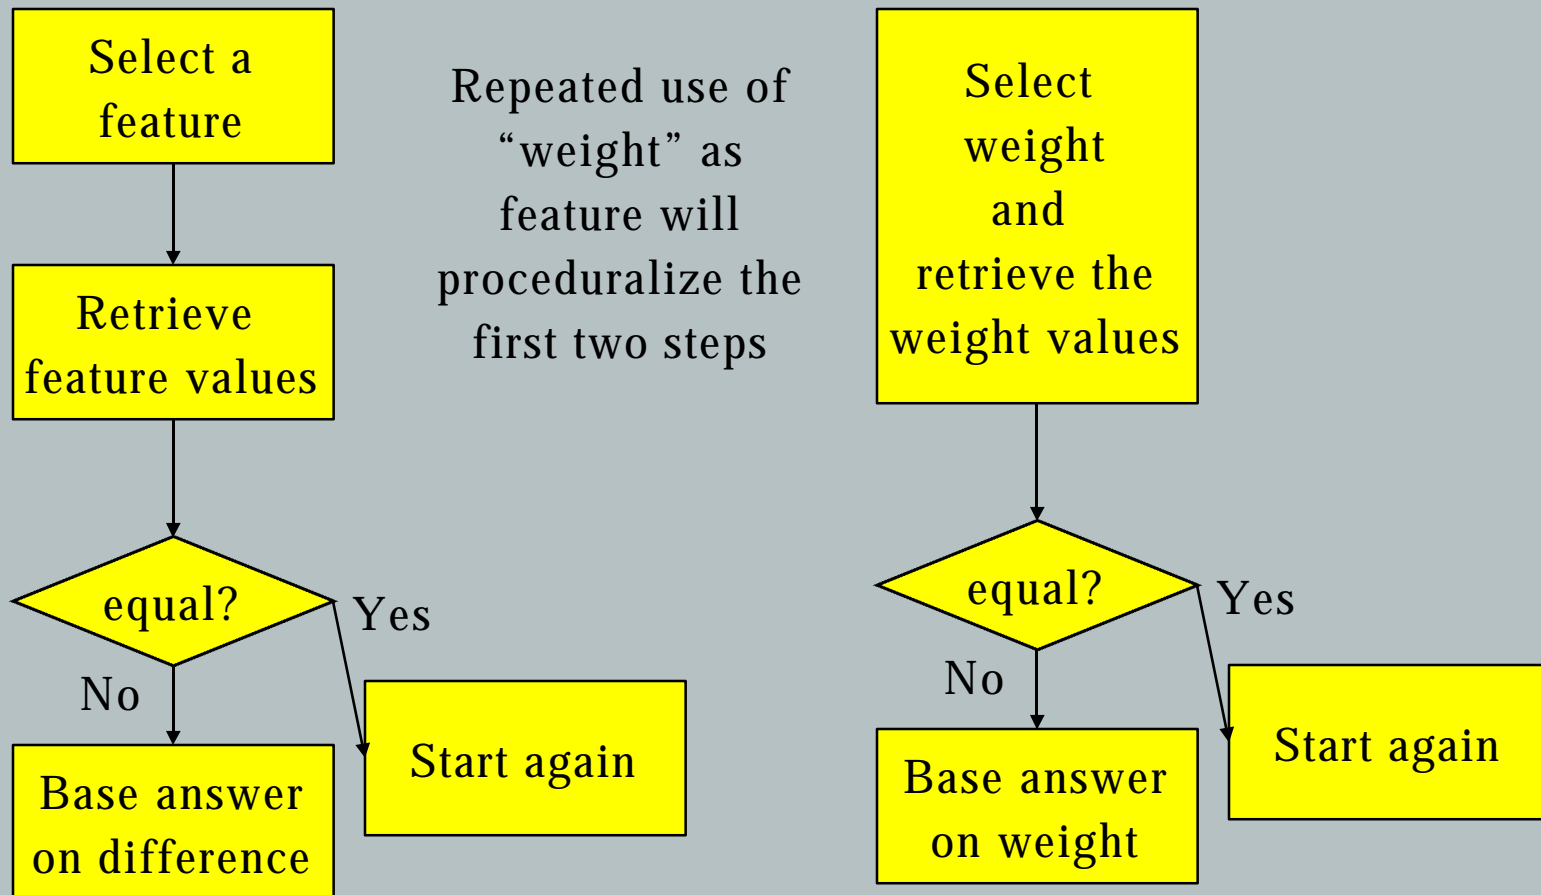 Select a
feature
Retrieve
feature values
equal?
Yes
No
Start again
Base answer
on difference
Repeated use of
“weight” as
feature will
proceduralize the
first two steps
Select
weight
and
retrieve the
weight values
equal?
Yes
No
Start again
Base answer
on weight